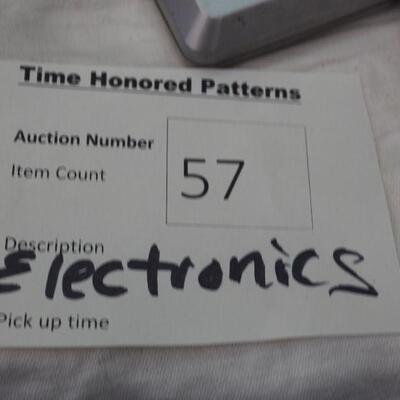 Time Honored Patterns
Auction Number
57
Item Count
Description
Electronics
Pick up time